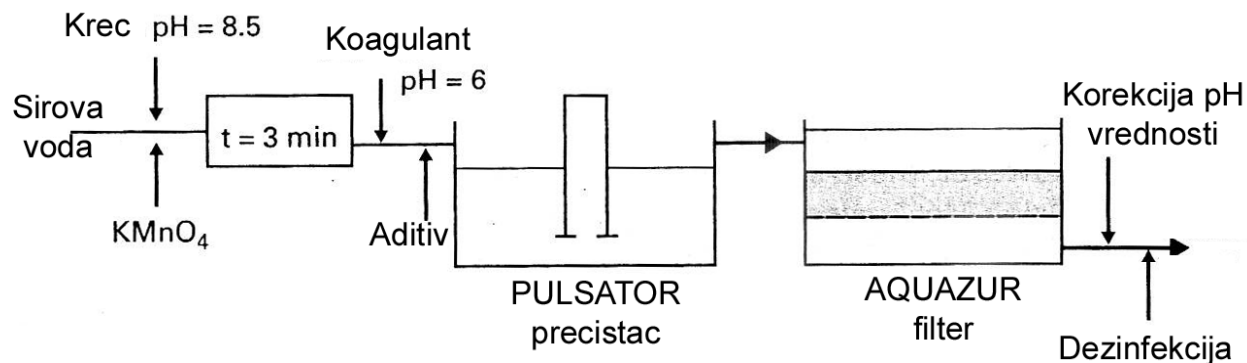 Krec pH = 8.5
Koagulant
pH = 6
Sirova
voda
t = 3 min
KMnO₄
Aditiv
Korekcija pH
vrednosti
PULSATOR
precistac
AQUAZUR
filter
Dezinfekcija